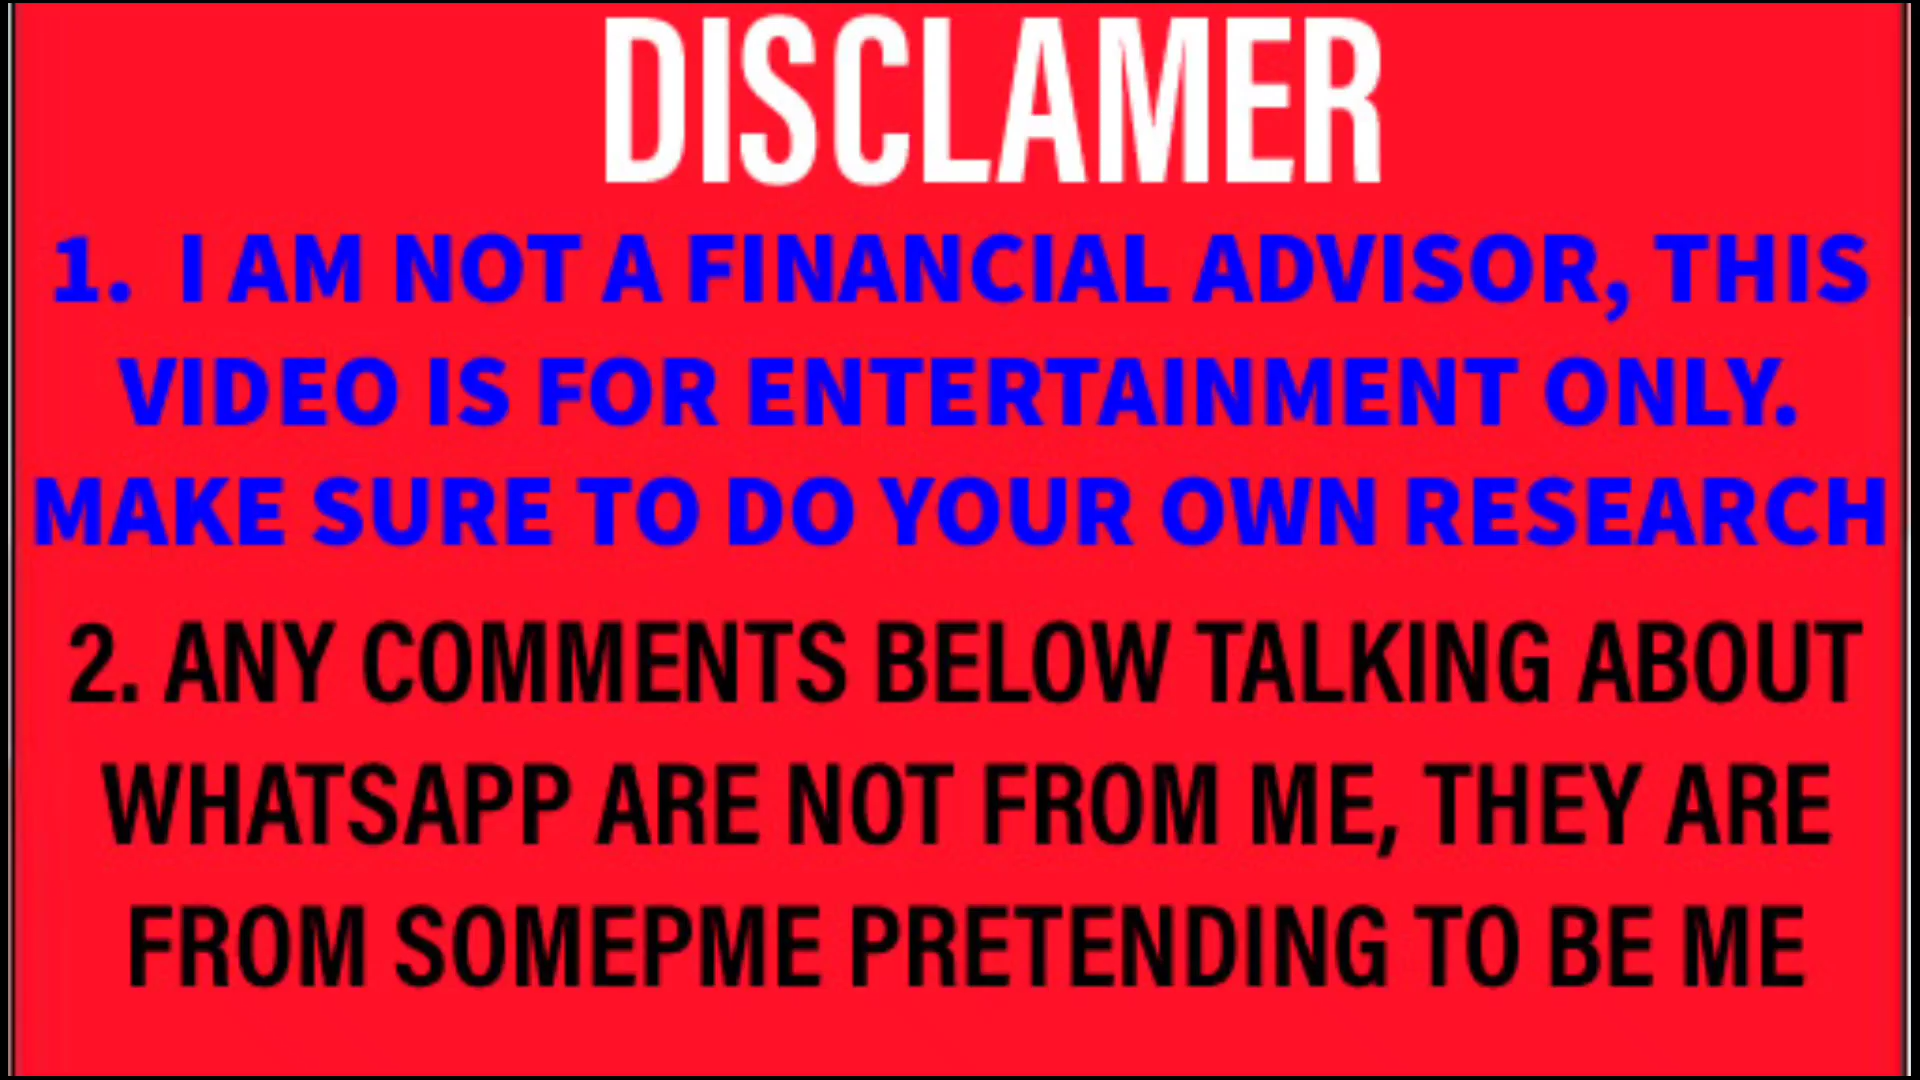 DISCLAMER
1. I AM NOT A FINANCIAL ADVISOR, THIS
VIDEO IS FOR ENTERTAINMENT ONLY.
MAKE SURE TO DO YOUR OWN RESEARCH
2. ANY COMMENTS BELOW TALKING ABOUT
WHATSAPP ARE NOT FROM ME, THEY ARE
FROM SOMEPME PRETENDING TO BE ME